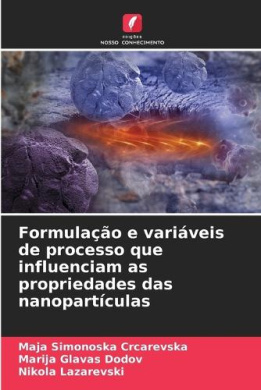 edições
NOSSO CONHECIMENTO
Formulação e variáveis
de processo que
influenciam as
propriedades das
nanopartículas
Maja Simonoska Crcarevska
Marija Glavas Dodov
Nikola Lazarevski